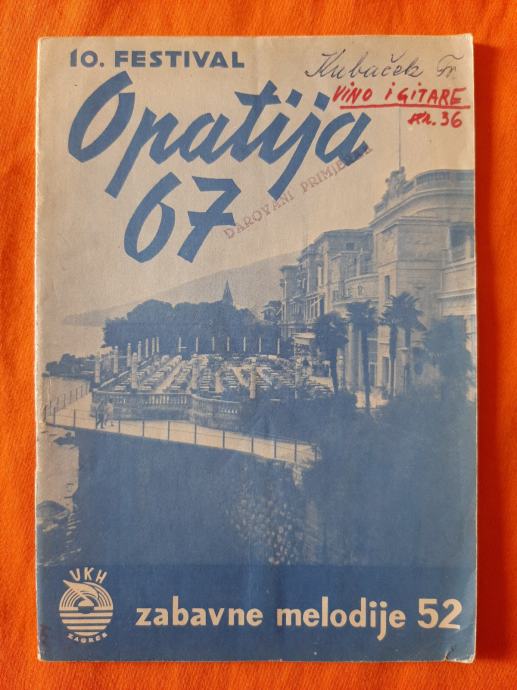 10. FESTIVAL
Kubaček Fr.
VINO I GITARE
str. 36
Opatija
67
DAROVANI PRIMJERAK
UKH
ZAGREB
zabavne melodije 52